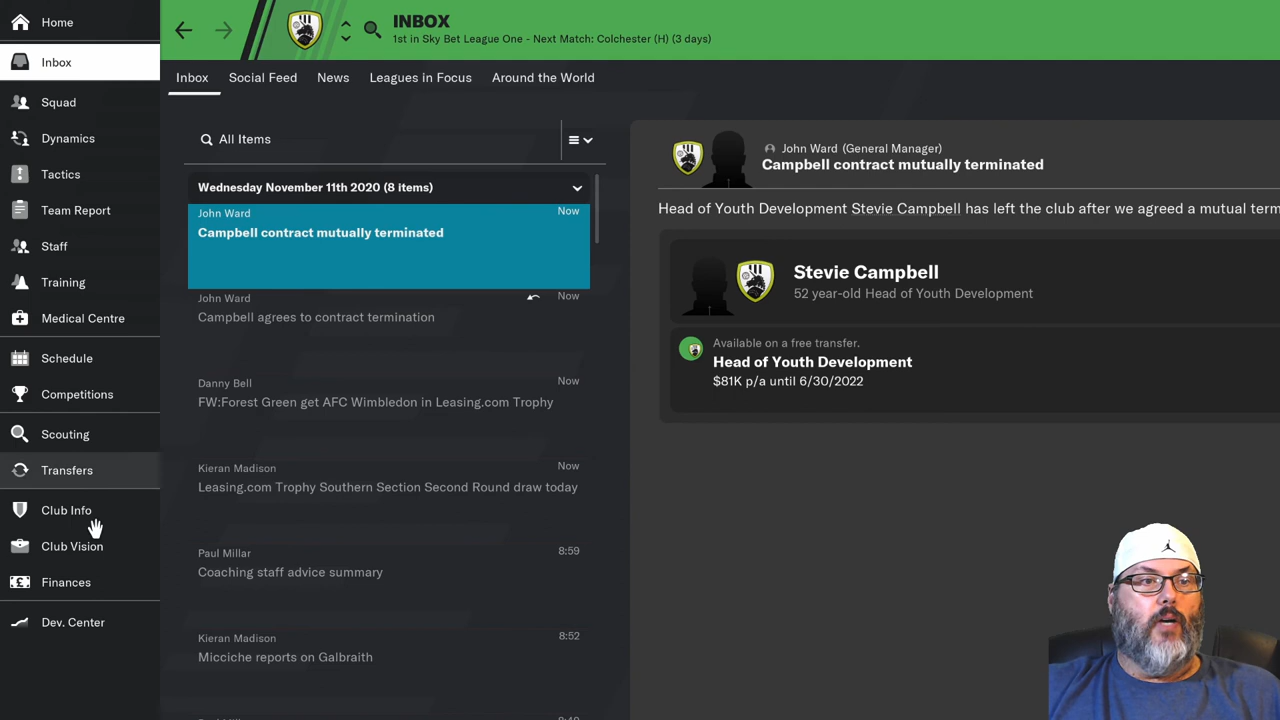 Home
Inbox
Squad
Dynamics
Tactics
Team Report
Staff
Training
Medical Centre
Schedule
Competitions
Scouting
Transfers
Club Info
Club Vision
Finances
Dev. Center
INBOX
1st in Sky Bet League One - Next Match: Colchester (H) (3 days)
Inbox Social Feed News Leagues in Focus Around the World
All Items
Wednesday November 11th 2020 (8 items)
John Ward Now
Campbell contract mutually terminated
John Ward Now
Campbell agrees to contract termination
Danny Bell Now
FW:Forest Green get AFC Wimbledon in Leasing.com Trophy
Kieran Madison Now
Leasing.com Trophy Southern Section Second Round draw today
Paul Millar 8:59
Coaching staff advice summary
Kieran Madison 8:52
Micciche reports on Galbraith
John Ward (General Manager)
Campbell contract mutually terminated
Head of Youth Development Stevie Campbell has left the club after we agreed a mutual term
Stevie Campbell
52 year-old Head of Youth Development
Available on a free transfer.
Head of Youth Development
$81K p/a until 6/30/2022